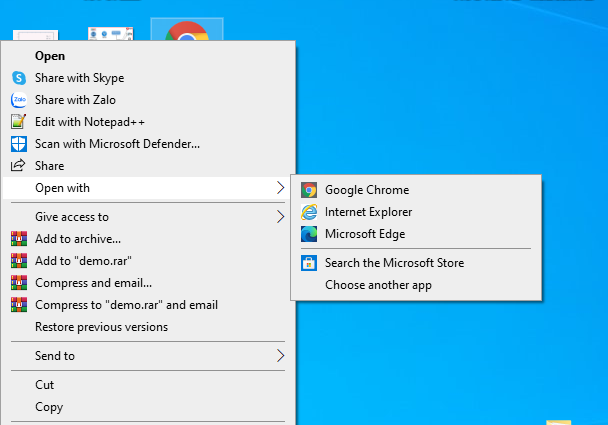 Open
Share with Skype
Zalo
Share with Zalo
Edit with Notepad++
Scan with Microsoft Defender...
Share
Open with
Give access to
Add to archive...
Add to "demo.rar"
Compress and email...
Compress to "demo.rar" and email
Restore previous versions
Send to
Cut
Copy
Google Chrome
Internet Explorer
Microsoft Edge
Search the Microsoft Store
Choose another app